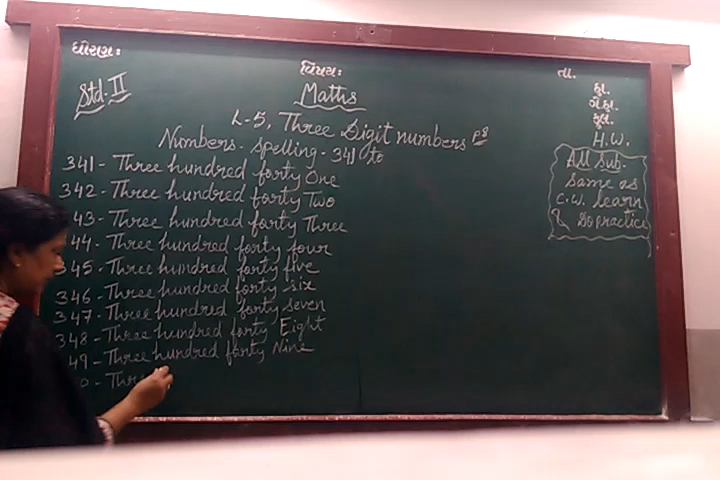 ધોરણ:
વિષય:
તા.
Std. II
Maths
કા.
ગેહા.
કુલ.
L-5, Three Digit numbers
Numbers - spelling - 341 to
H.W.
All Sub.
Same as
C.W. learn
& Do practice
341 - Three hundred forty One
342 - Three hundred forty Two
43 - Three hundred forty Three
44 - Three hundred forty four
345 - Three hundred forty five
346 - Three hundred forty six
347 - Three hundred forty Seven
348 - Three hundred forty Eight
49 - Three hundred forty Nine
0 - Thre